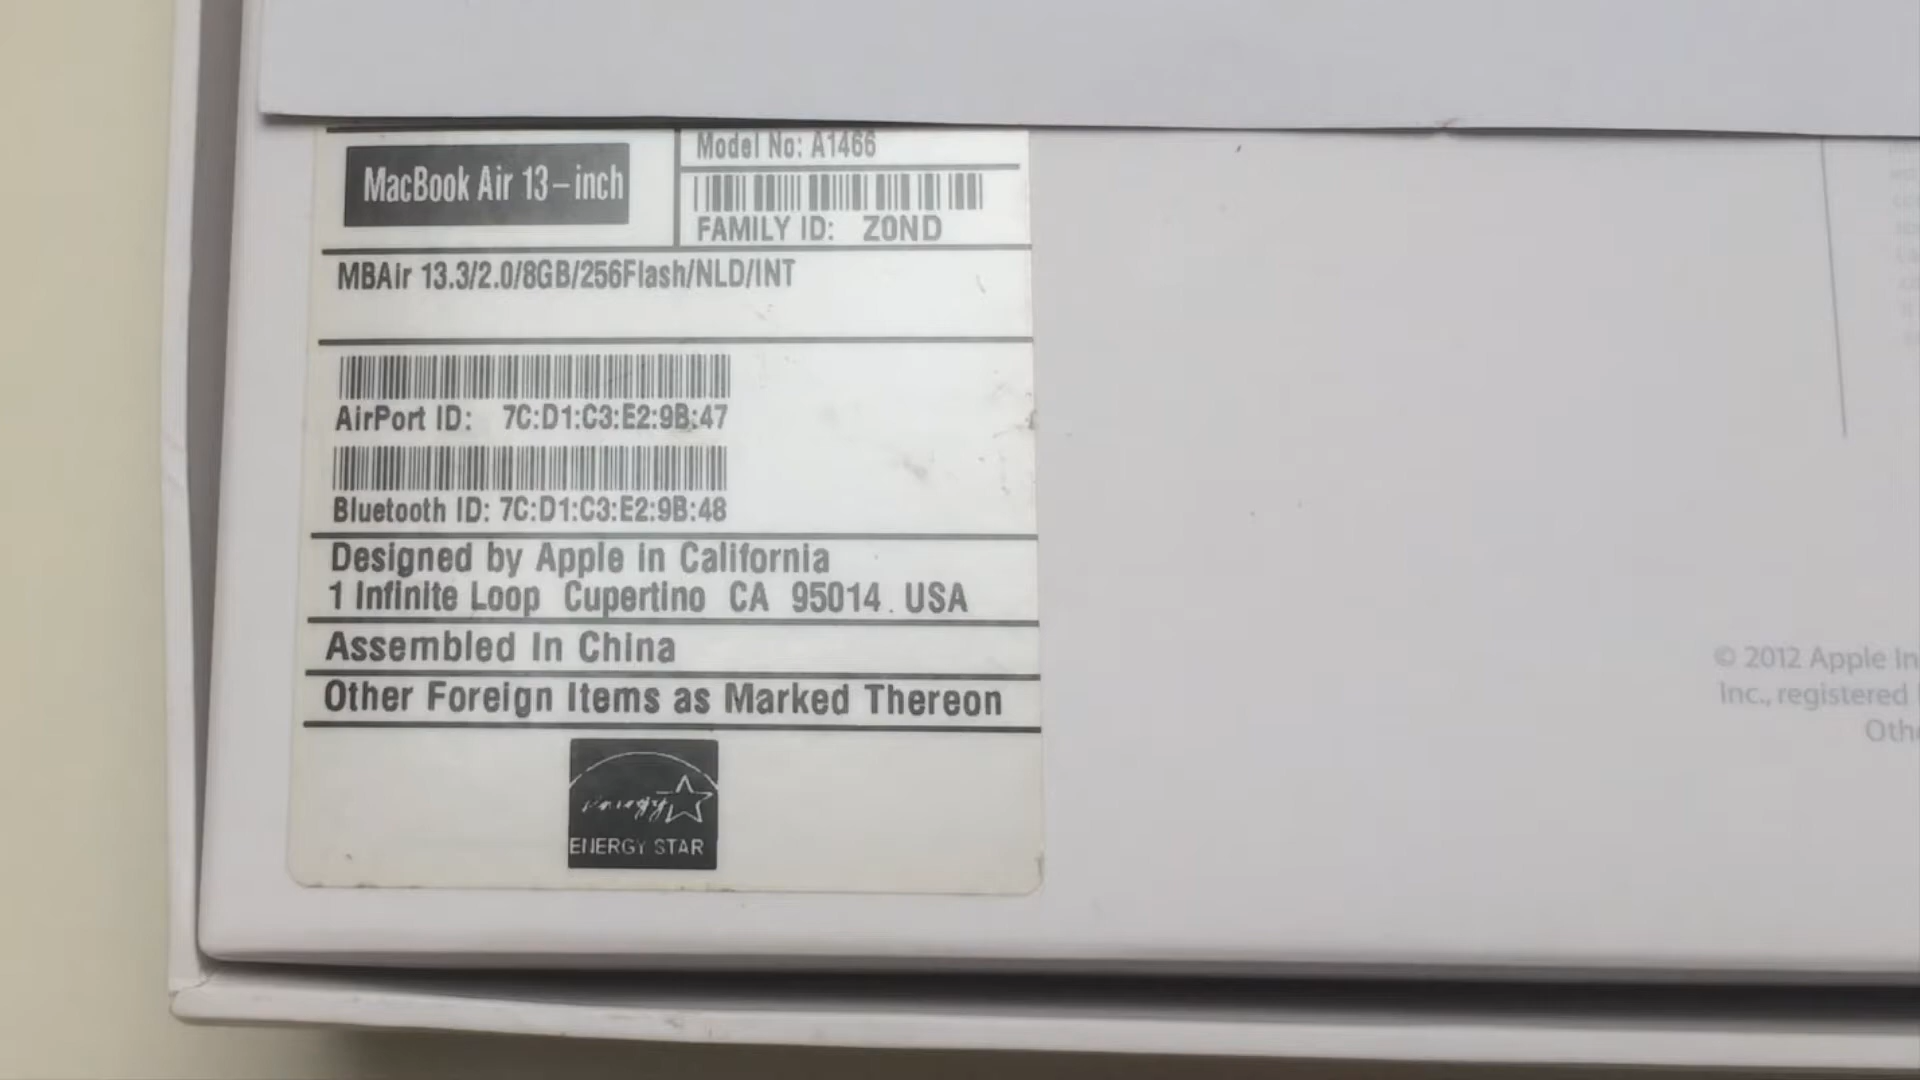 MacBook Air 13-inch
Model No: A1466
FAMILY ID: Z0ND
MBAir 13.3/2.0/8GB/256Flash/NLD/INT
AirPort ID: 7C:D1:C3:E2:9B:47
Bluetooth ID: 7C:D1:C3:E2:9B:48
Designed by Apple in California
1 Infinite Loop Cupertino CA 95014 . USA
Assembled In China
Other Foreign Items as Marked Thereon
ENERGY STAR
© 2012 Apple In
Inc., registered
Oth